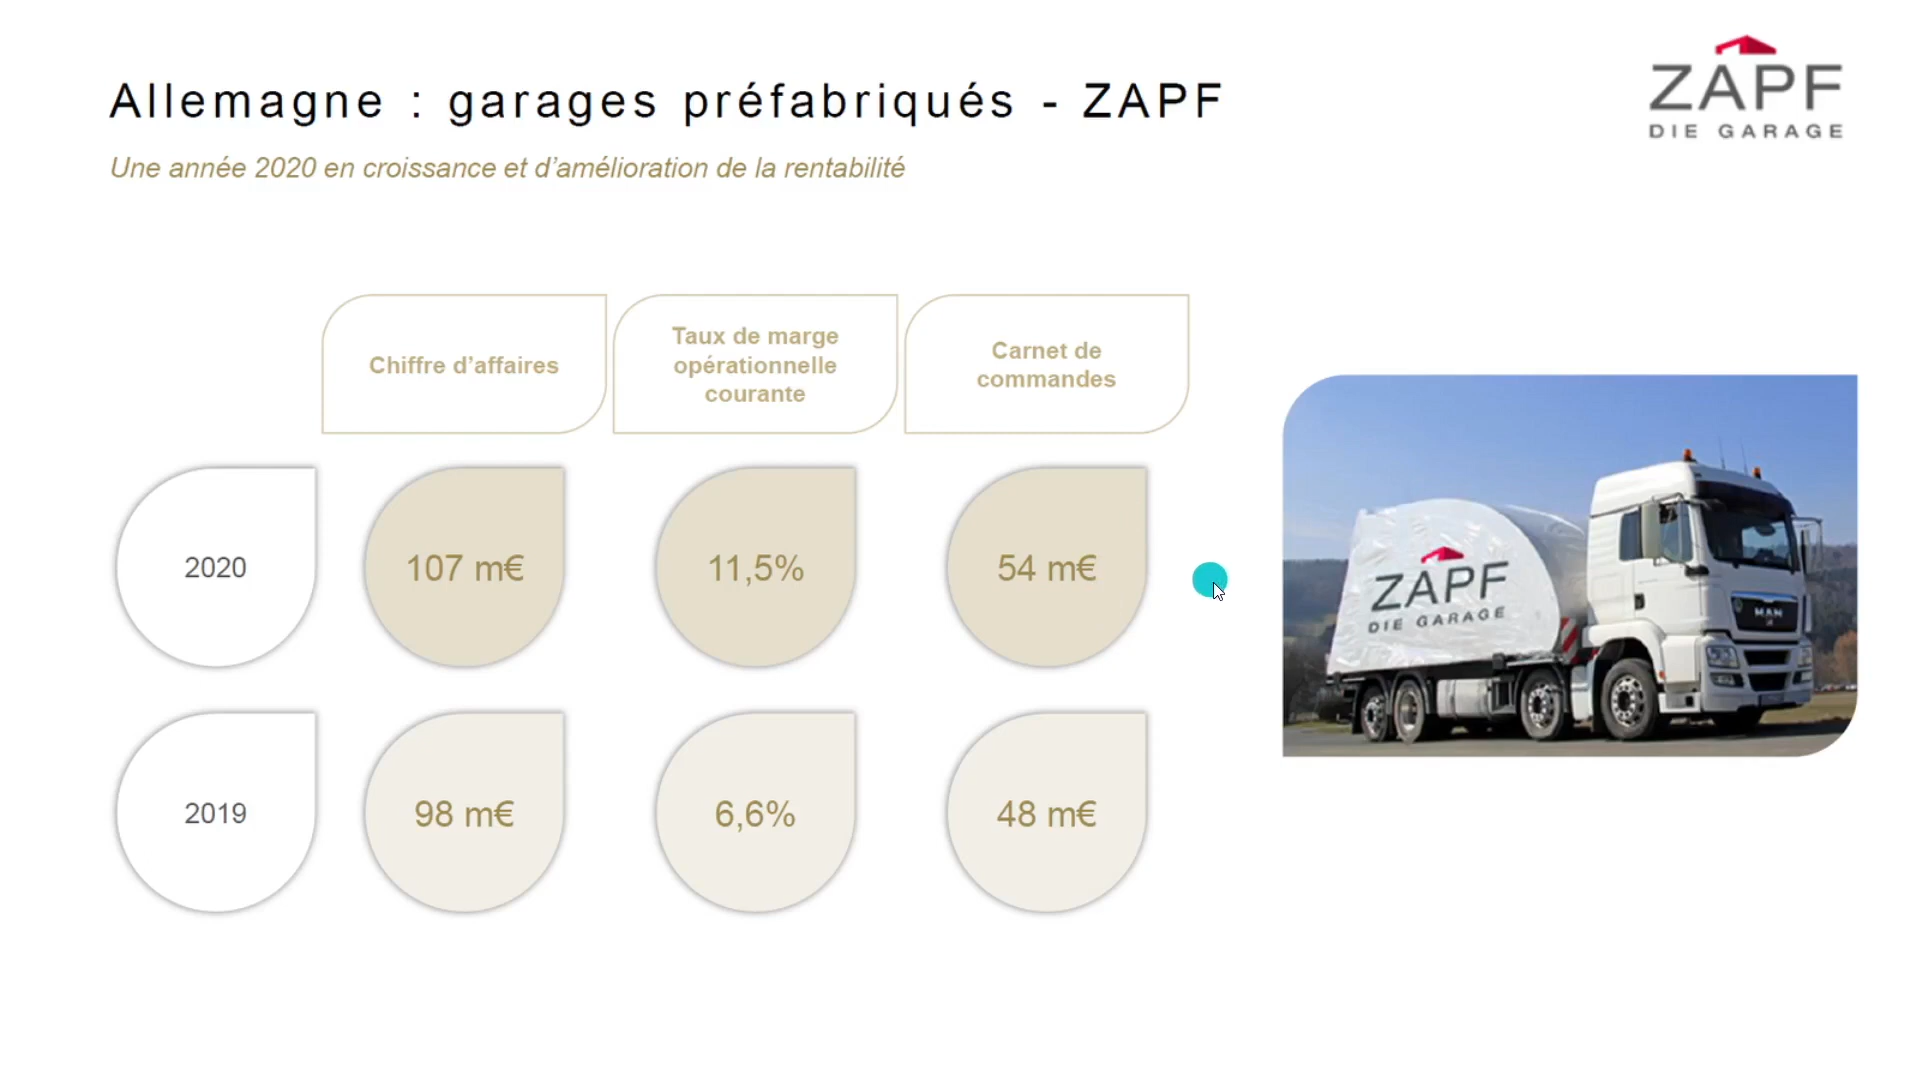 Allemagne : garages préfabriqués - ZAPF
Une année 2020 en croissance et d’amélioration de la rentabilité
ZAPF
DIE GARAGE
Chiffre d’affaires
Taux de marge
opérationnelle
courante
Carnet de
commandes
2020
107 m€
11,5%
54 m€
2019
98 m€
6,6%
48 m€
ZAPF
DIE GARAGE
MAN